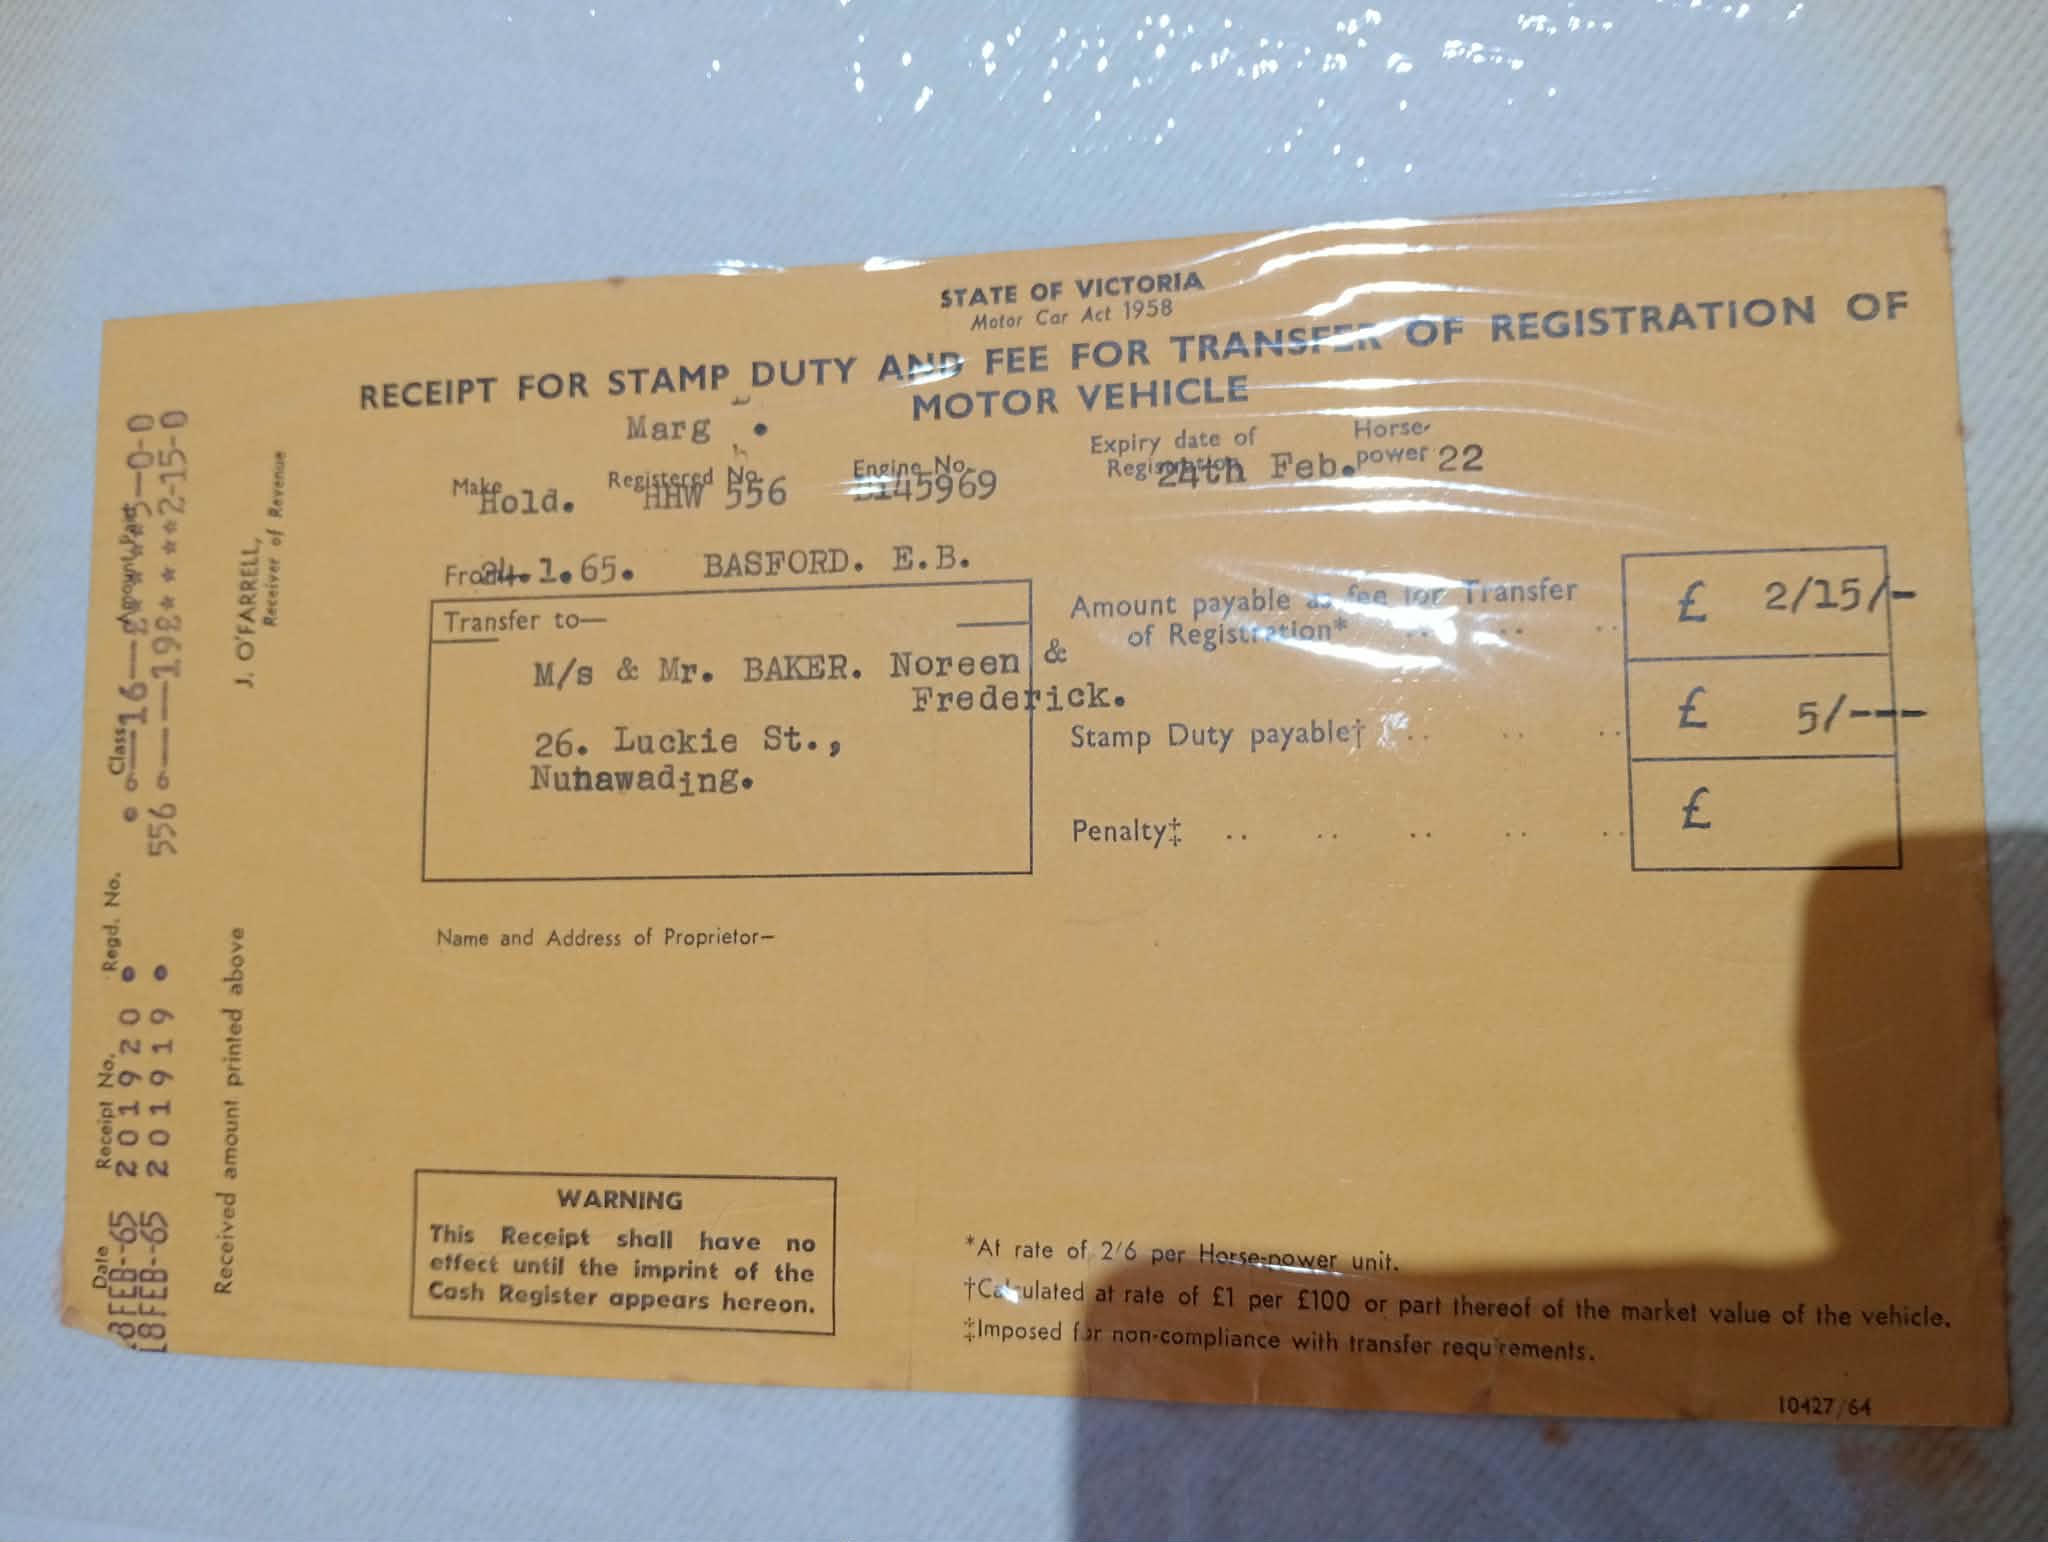 STATE OF VICTORIA
Motor Car Act 1958
RECEIPT FOR STAMP DUTY AND FEE FOR TRANSFER OF REGISTRATION OF
MOTOR VEHICLE
Marg .
Make Registered No. Engine No. Expiry date of Registration Horse-power 22
Hold. HHW 556 24th Feb.
From 24.1.65. BASFORD. E.B.
Transfer to—
M/s & Mr. BAKER. Noreen &
Frederick.
26. Luckie St.,
Nunawading.
Amount payable as fee for Transfer
of Registration* .. .. .. £ 2/15/-
Stamp Duty payable† .. .. .. £ 5/---
Penalty‡ .. .. .. .. .. £
Name and Address of Proprietor—
WARNING
This Receipt shall have no
effect until the imprint of the
Cash Register appears hereon.
*At rate of 2/6 per Horse-power unit.
†Calculated at rate of £1 per £100 or part thereof of the market value of the vehicle.
‡Imposed for non-compliance with transfer requirements.
10427/64
Date Receipt No. Regd. No. Class Amount Paid
18FEB--65 201920 16 5-0-0
18FEB--65 201919 556 198****2-15-0
Received amount printed above
J. O'FARRELL,
Receiver of Revenue